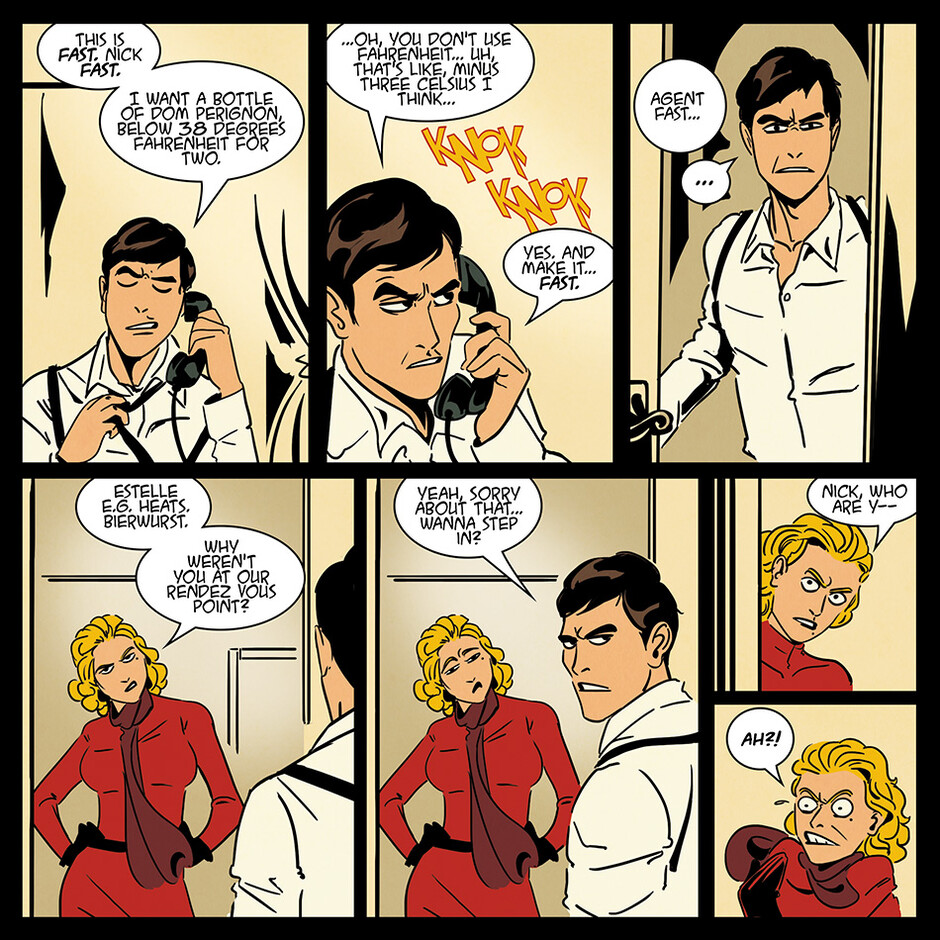 THIS IS
FAST. NICK
FAST.
I WANT A BOTTLE
OF DOM PERIGNON,
BELOW 38 DEGREES
FAHRENHEIT FOR
TWO.
...OH, YOU DON'T USE
FAHRENHEIT... UH,
THAT'S LIKE, MINUS
THREE CELSIUS I
THINK...
KNOK
KNOK
YES. AND
MAKE IT...
FAST.
AGENT
FAST...
...
ESTELLE
E.G. HEATS.
BIERWURST.
WHY
WEREN'T
YOU AT OUR
RENDEZ VOUS
POINT?
YEAH, SORRY
ABOUT THAT...
WANNA STEP
IN?
NICK, WHO
ARE Y--
AH?!